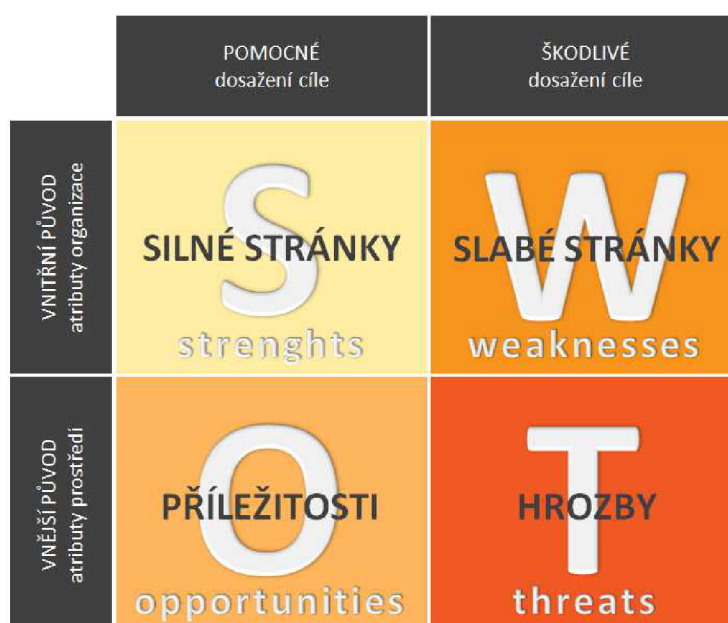 POMOCNÉ
dosažení cíle
ŠKODLIVÉ
dosažení cíle
VNITŘNÍ PŮVOD
atributy organizace
S
SILNÉ STRÁNKY
strenghts
W
SLABÉ STRÁNKY
weaknesses
VNĚJŠÍ PŮVOD
atributy prostředí
O
PŘÍLEŽITOSTI
opportunities
T
HROZBY
threats